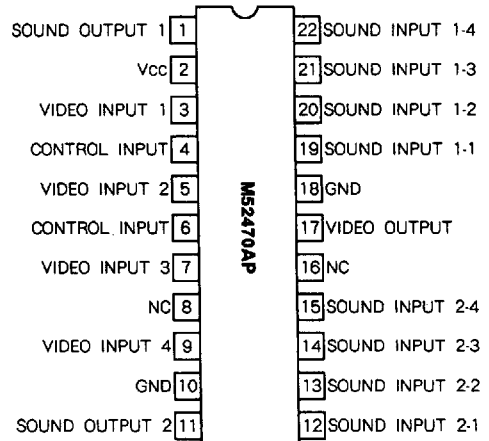 SOUND OUTPUT 1 1
Vcc 2
VIDEO INPUT 1 3
CONTROL INPUT 4
VIDEO INPUT 2 5
CONTROL INPUT 6
VIDEO INPUT 3 7
NC 8
VIDEO INPUT 4 9
GND 10
SOUND OUTPUT 2 11
M52470AP
22 SOUND INPUT 1-4
21 SOUND INPUT 1-3
20 SOUND INPUT 1-2
19 SOUND INPUT 1-1
18 GND
17 VIDEO OUTPUT
16 NC
15 SOUND INPUT 2-4
14 SOUND INPUT 2-3
13 SOUND INPUT 2-2
12 SOUND INPUT 2-1